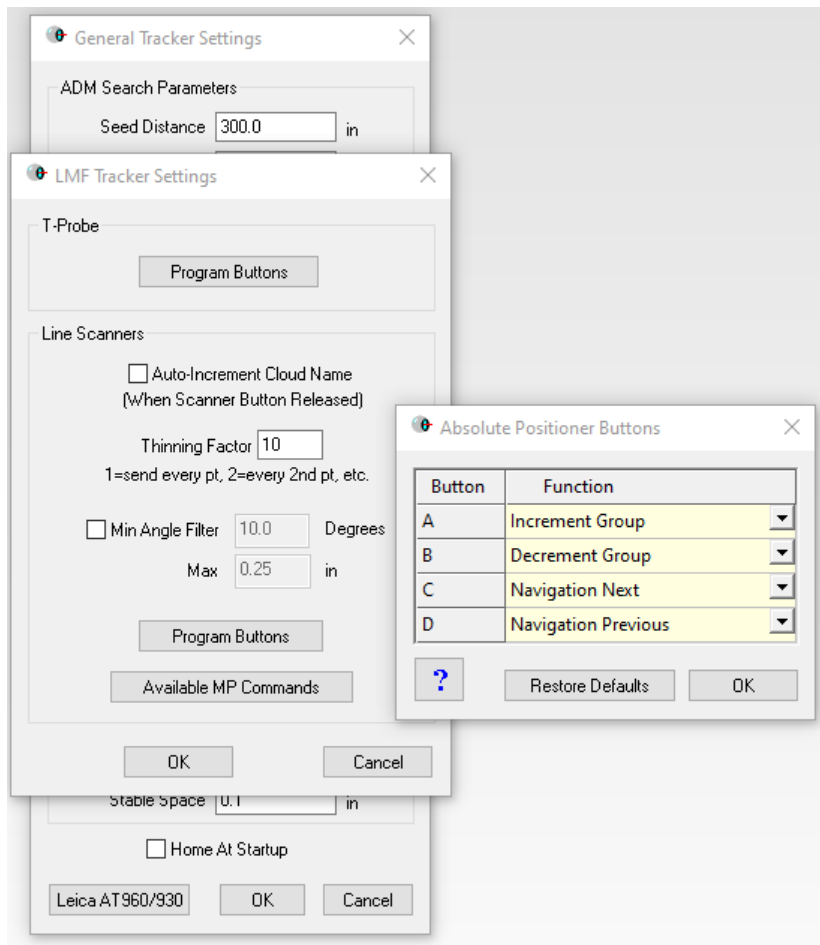 General Tracker Settings
ADM Search Parameters
Seed Distance 300.0 in
LMF Tracker Settings
T-Probe
Program Buttons
Line Scanners
Auto-Increment Cloud Name
(When Scanner Button Released)
Thinning Factor 10
1=send every pt, 2=every 2nd pt, etc.
Min Angle Filter 10.0 Degrees
Max 0.25 in
Program Buttons
Available MP Commands
OK Cancel
Absolute Positioner Buttons
Button Function
A Increment Group
B Decrement Group
C Navigation Next
D Navigation Previous
? Restore Defaults OK
Stable Space 0.1 in
Home At Startup
Leica AT960/930 OK Cancel